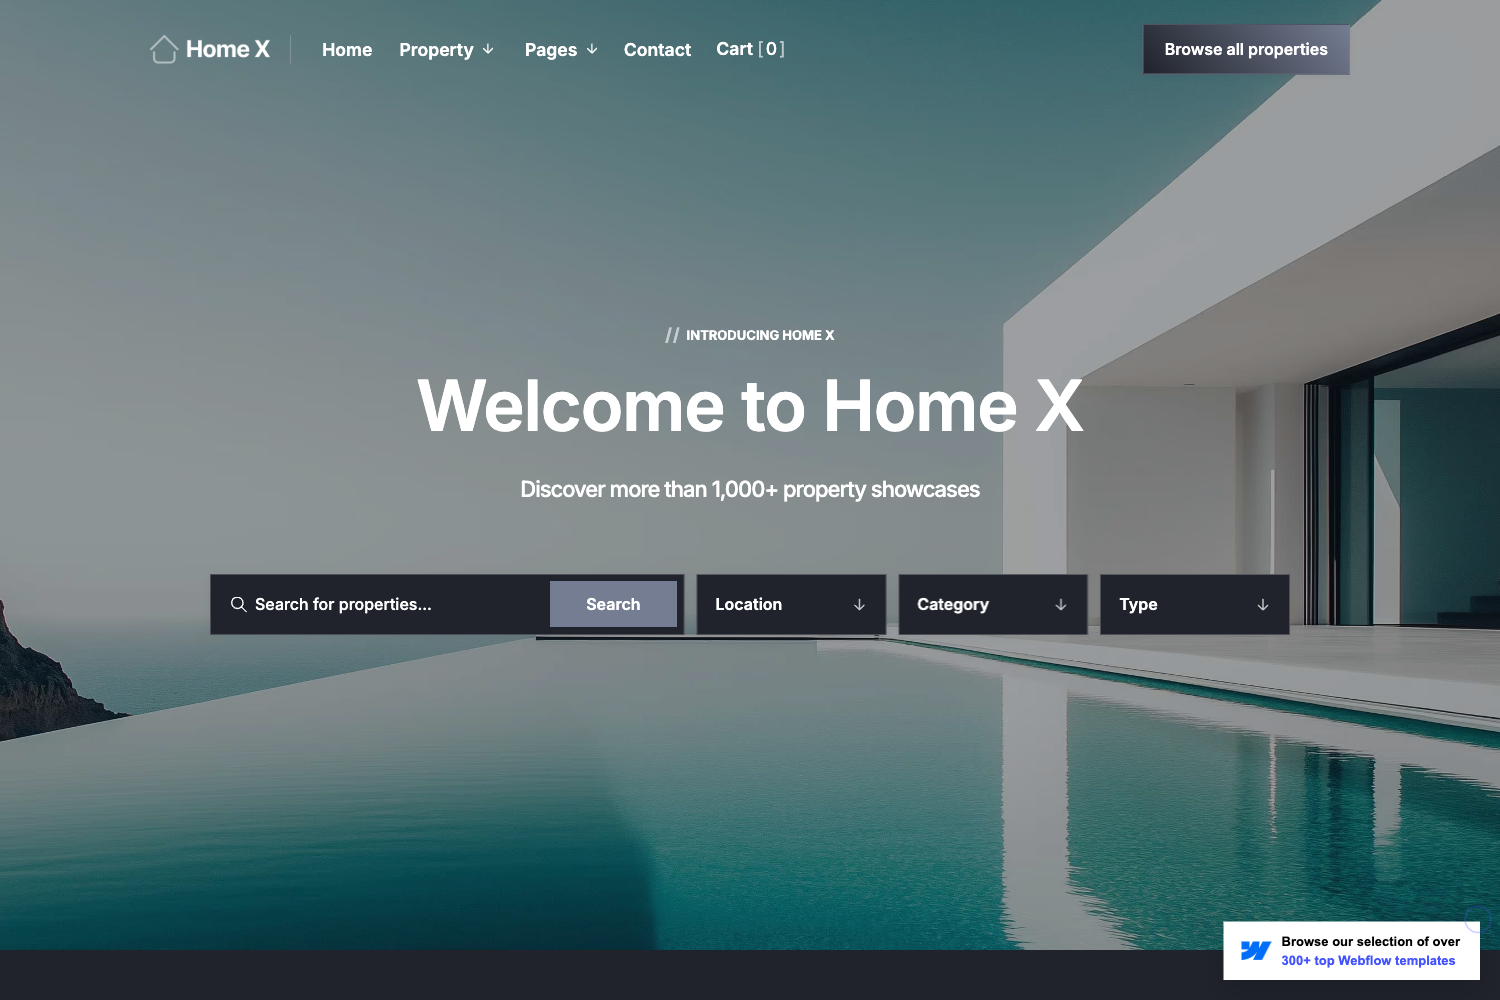 Home X
Home
Property
Pages
Contact
Cart [0]
Browse all properties
// INTRODUCING HOME X
Welcome to Home X
Discover more than 1,000+ property showcases
Search for properties...
Search
Location
Category
Type
Browse our selection of over
300+ top Webflow templates